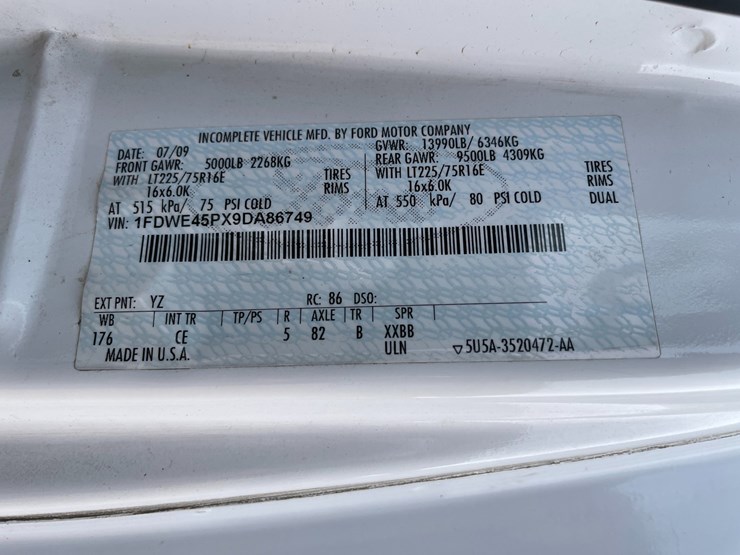 INCOMPLETE VEHICLE MFD. BY FORD MOTOR COMPANY
DATE: 07/09 GVWR: 13990LB/ 6346KG
FRONT GAWR: 5000LB 2268KG REAR GAWR: 9500LB 4309KG
WITH LT225/75R16E TIRES WITH LT225/75R16E TIRES
16x6.0K RIMS 16x6.0K RIMS
AT 515 kPa/ 75 PSI COLD AT 550 kPa/ 80 PSI COLD DUAL
VIN: 1FDWE45PX9DA86749
EXT PNT: YZ RC: 86 DSO:
WB INT TR TP/PS R AXLE TR SPR
176 CE 5 82 B XXBB
MADE IN U.S.A. ULN ▽5U5A-3520472-AA